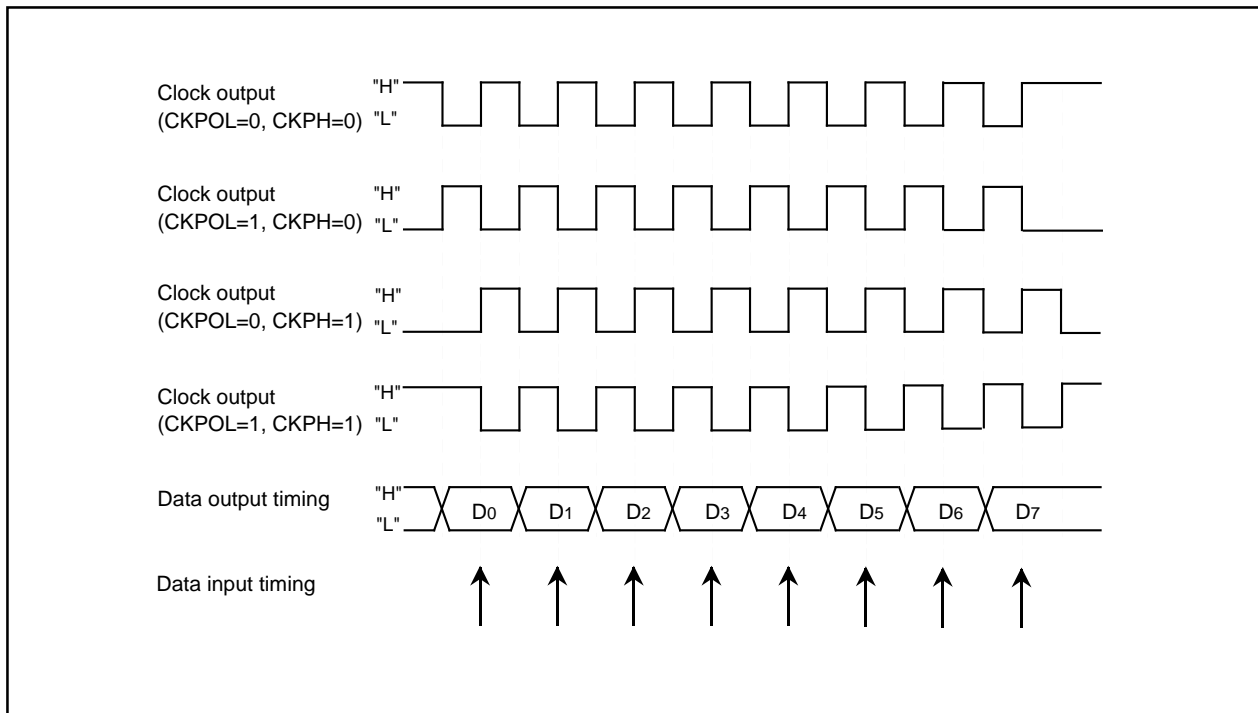 Clock output
(CKPOL=0, CKPH=0)
"H"
"L"
Clock output
(CKPOL=1, CKPH=0)
"H"
"L"
Clock output
(CKPOL=0, CKPH=1)
"H"
"L"
Clock output
(CKPOL=1, CKPH=1)
"H"
"L"
Data output timing
"H"
"L"
D0 D1 D2 D3 D4 D5 D6 D7
Data input timing